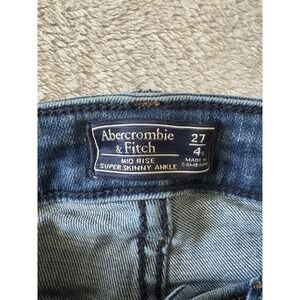 Abercrombie
& Fitch
MID RISE
SUPER SKINNY ANKLE
27
4
MADE IN
CAMBODIA